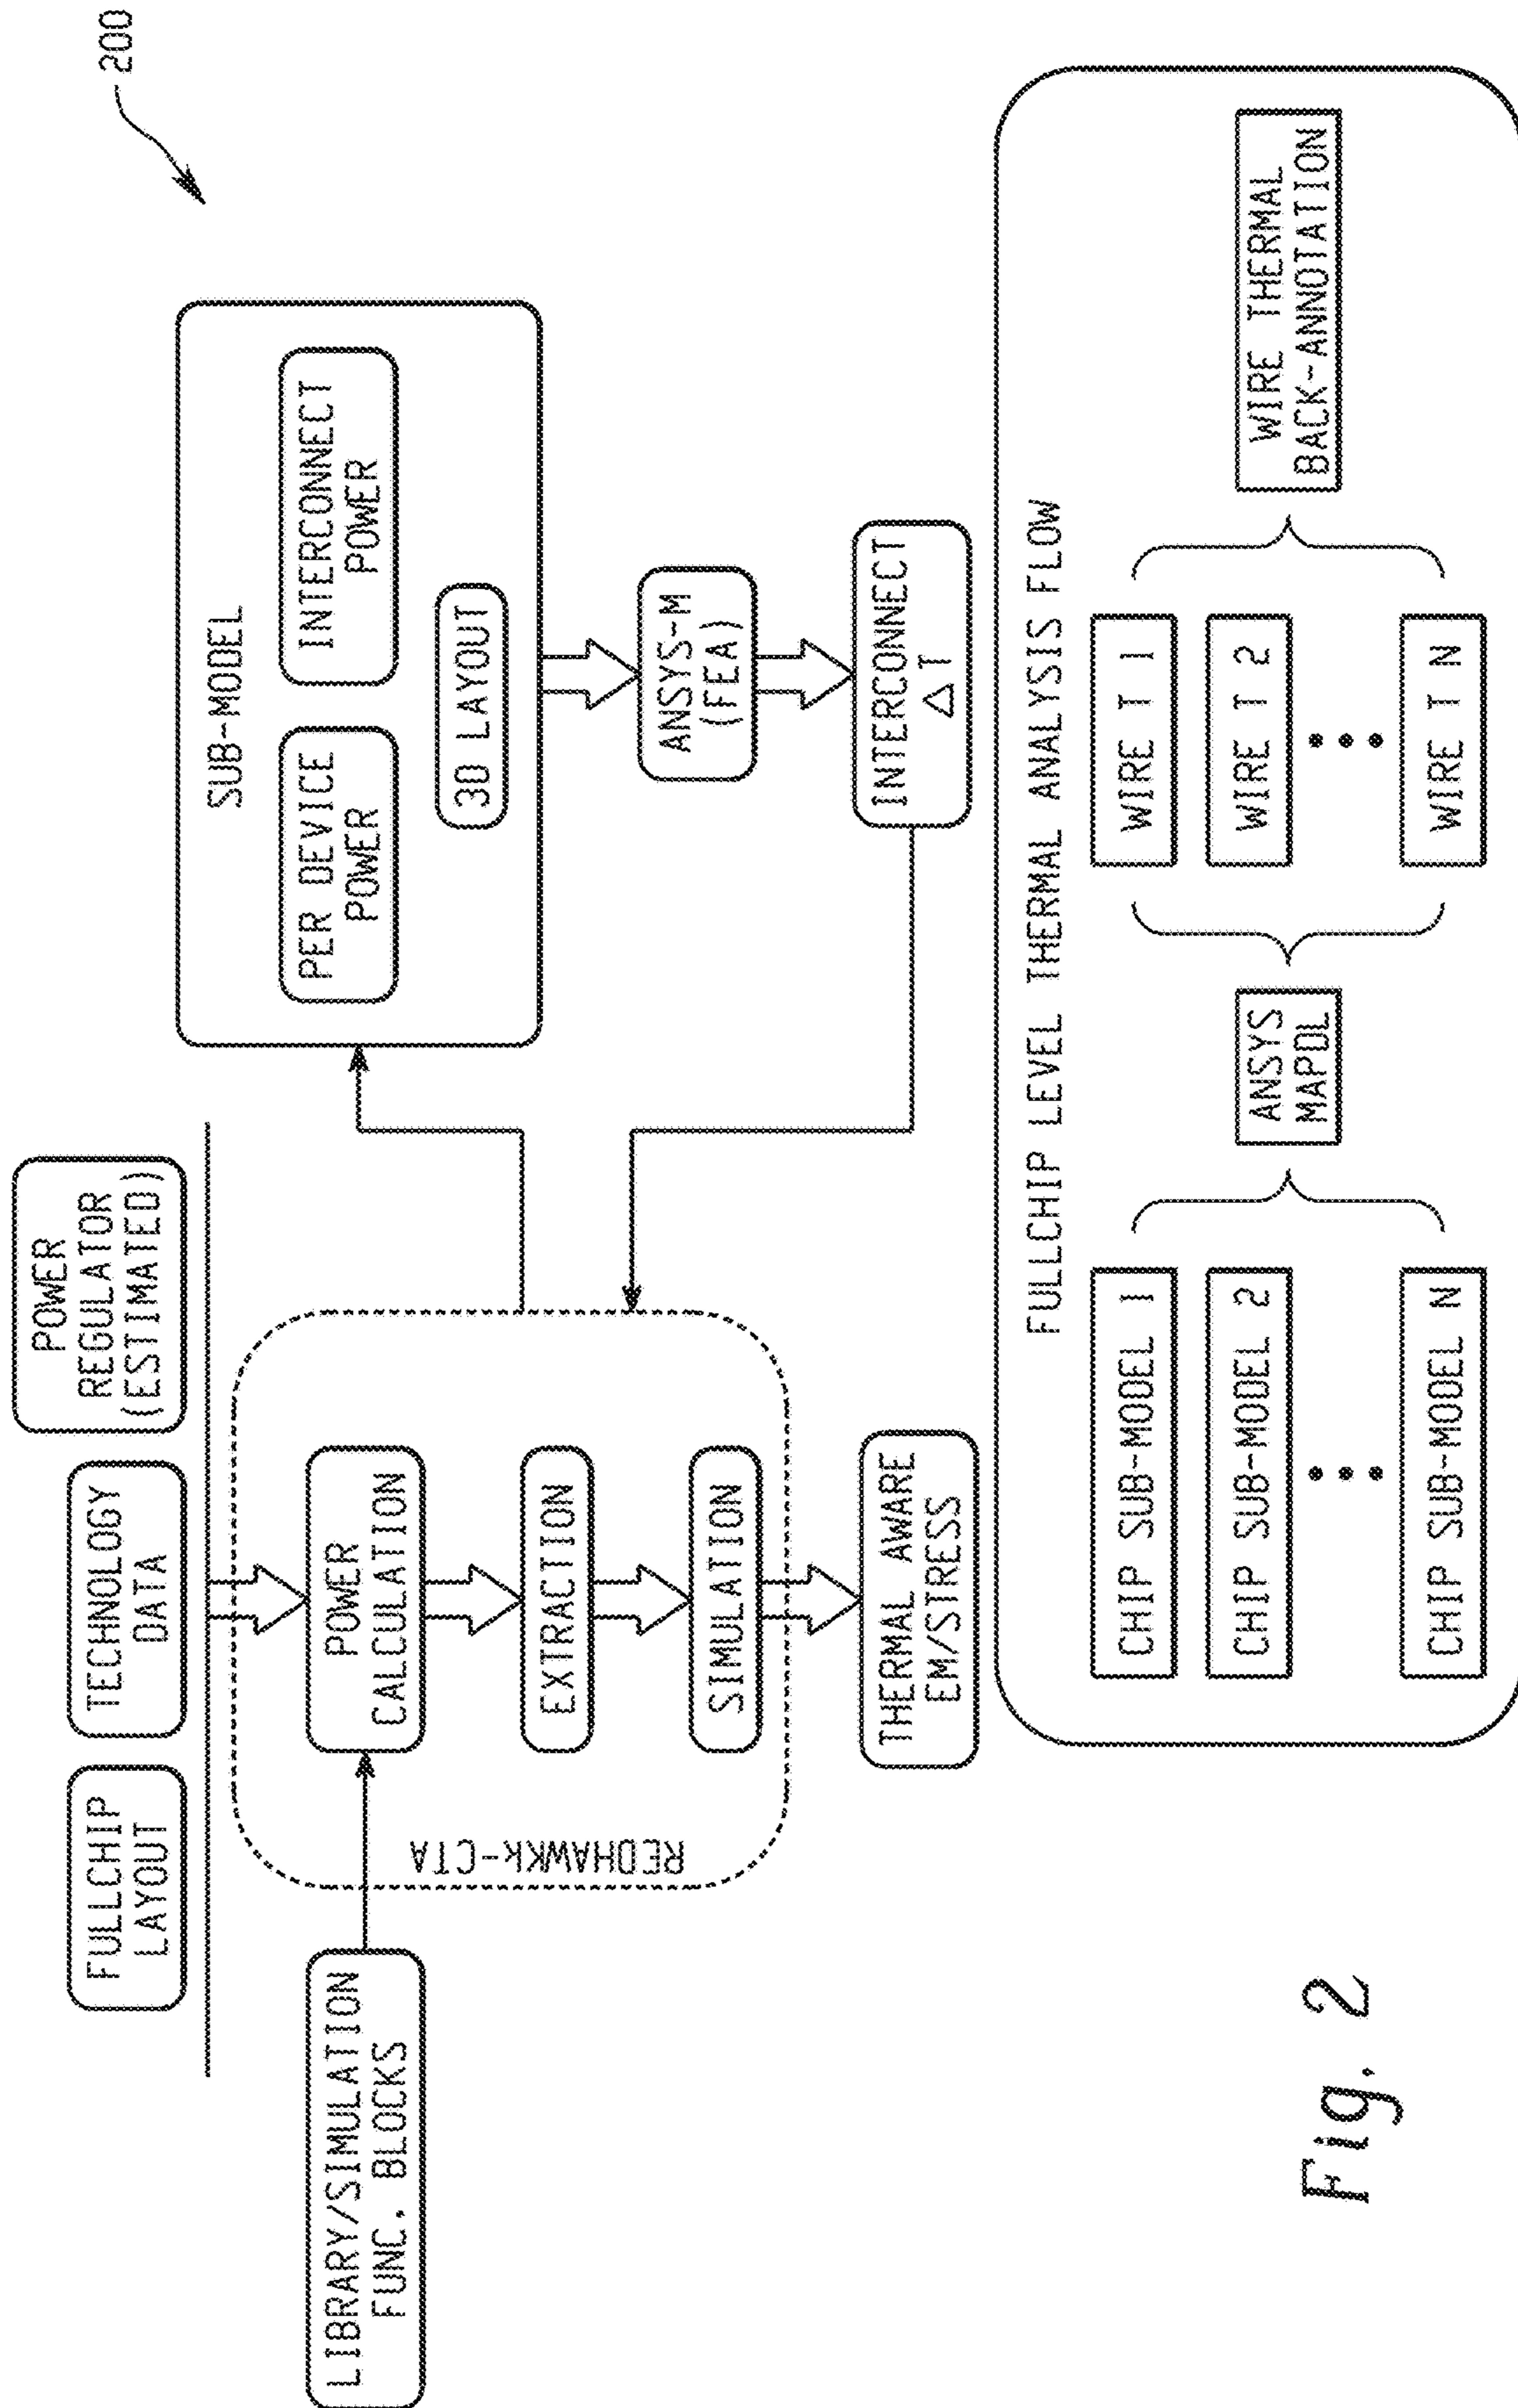 200
FULLCHIP
LAYOUT
TECHNOLOGY
DATA
POWER
REGULATOR
(ESTIMATED)
LIBRARY/SIMULATION
FUNC. BLOCKS
REDHAWKk-CTA
POWER
CALCULATION
EXTRACTION
SIMULATION
THERMAL AWARE
EM/STRESS
SUB-MODEL
PER DEVICE
POWER
INTERCONNECT
POWER
3D LAYOUT
ANSYS-M
(FEA)
INTERCONNECT
△T
FULLCHIP LEVEL THERMAL ANALYSIS FLOW
CHIP SUB-MODEL 1
CHIP SUB-MODEL 2
CHIP SUB-MODEL N
ANSYS
MAPDL
WIRE T 1
WIRE T 2
WIRE T N
WIRE THERMAL
BACK-ANNOTATION
Fig. 2